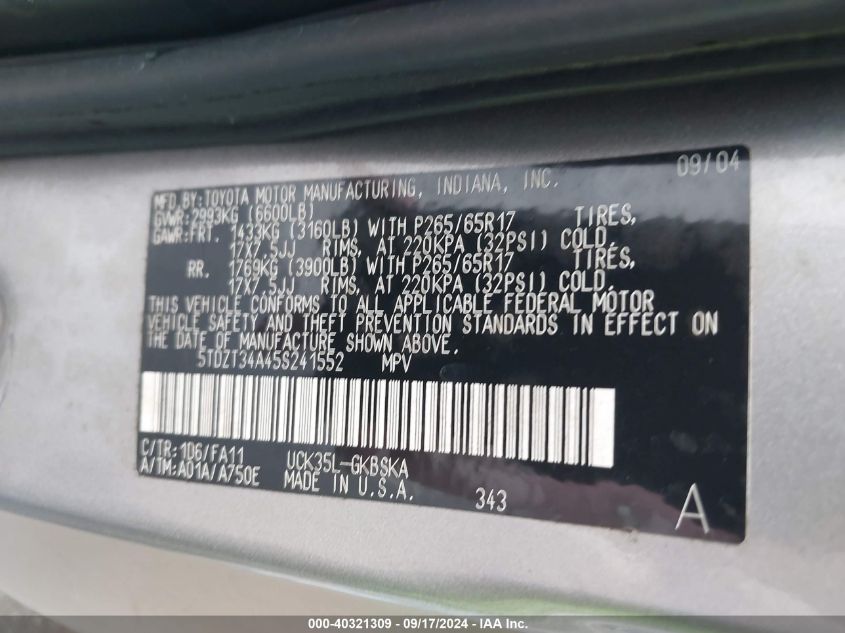 09/04
MFD.BY:TOYOTA MOTOR MANUFACTURING, INDIANA, INC.
GVWR:2993KG (6600LB)
GAWR:FRT. 1433KG (3160LB) WITH P265/65R17 TIRES,
17X7.5JJ RIMS, AT 220KPA (32PSI) COLD.
RR. 1769KG (3900LB) WITH P265/65R17 TIRES,
17X7.5JJ RIMS, AT 220KPA (32PSI) COLD.
THIS VEHICLE CONFORMS TO ALL APPLICABLE FEDERAL MOTOR
VEHICLE SAFETY AND THEFT PREVENTION STANDARDS IN EFFECT ON
THE DATE OF MANUFACTURE SHOWN ABOVE.
5TDZT34A45S241552 MPV
C/TR:1D6/FA11 UCK35L-GKBSKA
A/TM:A01A/A750E MADE IN U.S.A.
343
A
000-40321309 - 09/17/2024 - IAA Inc.